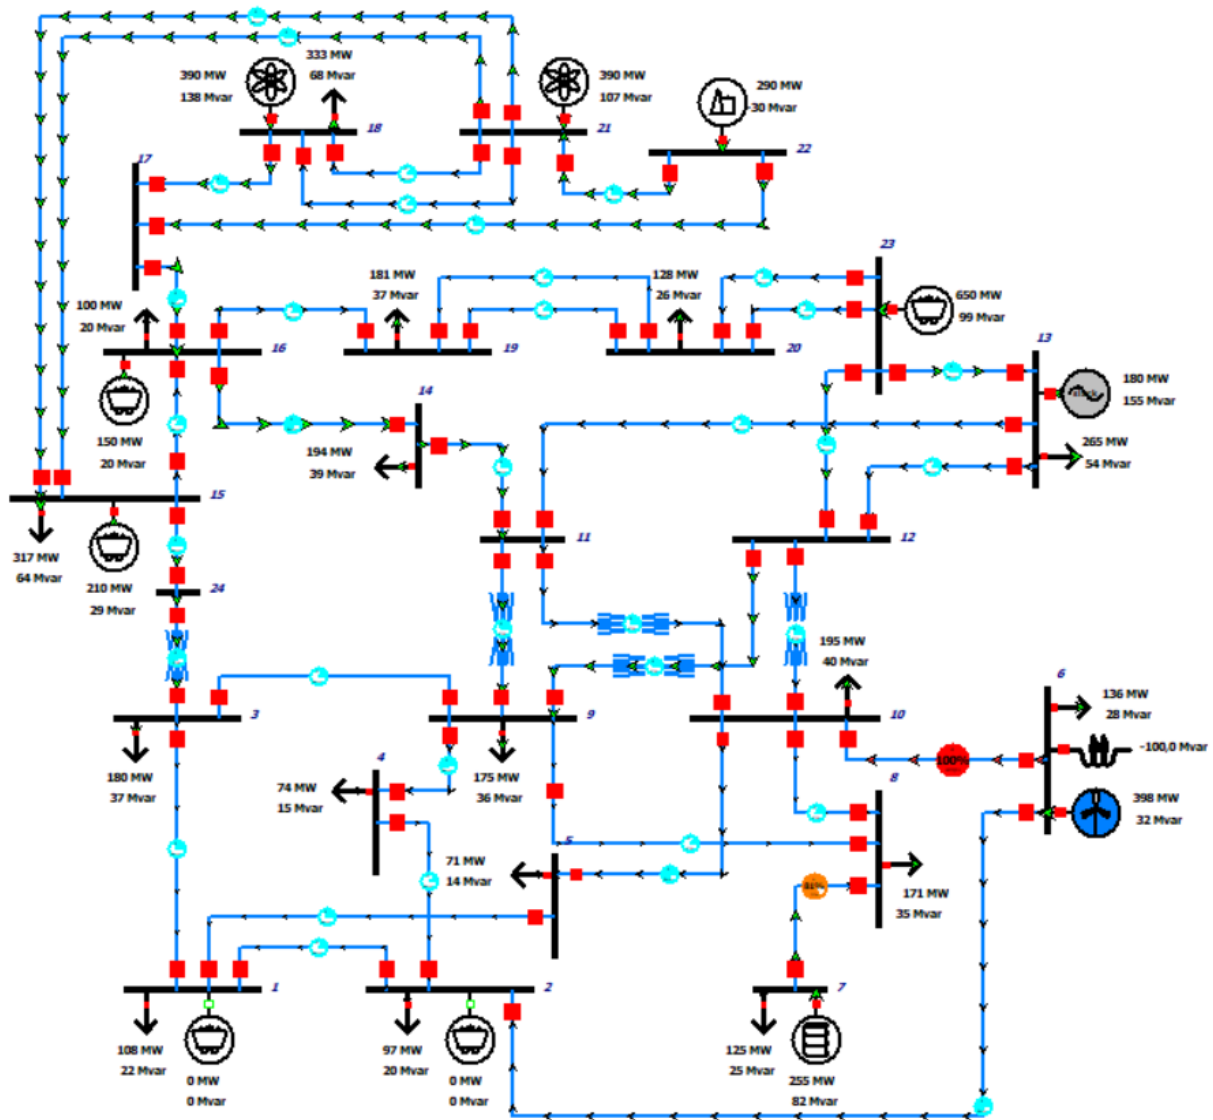 333 MW
68 Mvar
390 MW
138 Mvar
390 MW
107 Mvar
290 MW
30 Mvar
18
21
22
17
23
181 MW
37 Mvar
128 MW
26 Mvar
650 MW
99 Mvar
100 MW
20 Mvar
16
19
20
13
14
180 MW
155 Mvar
150 MW
20 Mvar
194 MW
39 Mvar
265 MW
54 Mvar
15
11
12
317 MW
64 Mvar
210 MW
29 Mvar
24
195 MW
40 Mvar
6
136 MW
28 Mvar
-100,0 Mvar
3
9
10
100%
180 MW
37 Mvar
4
74 MW
15 Mvar
175 MW
36 Mvar
8
398 MW
32 Mvar
5
71 MW
14 Mvar
81%
171 MW
35 Mvar
1
2
7
108 MW
22 Mvar
0 MW
0 Mvar
97 MW
20 Mvar
0 MW
0 Mvar
125 MW
25 Mvar
255 MW
82 Mvar